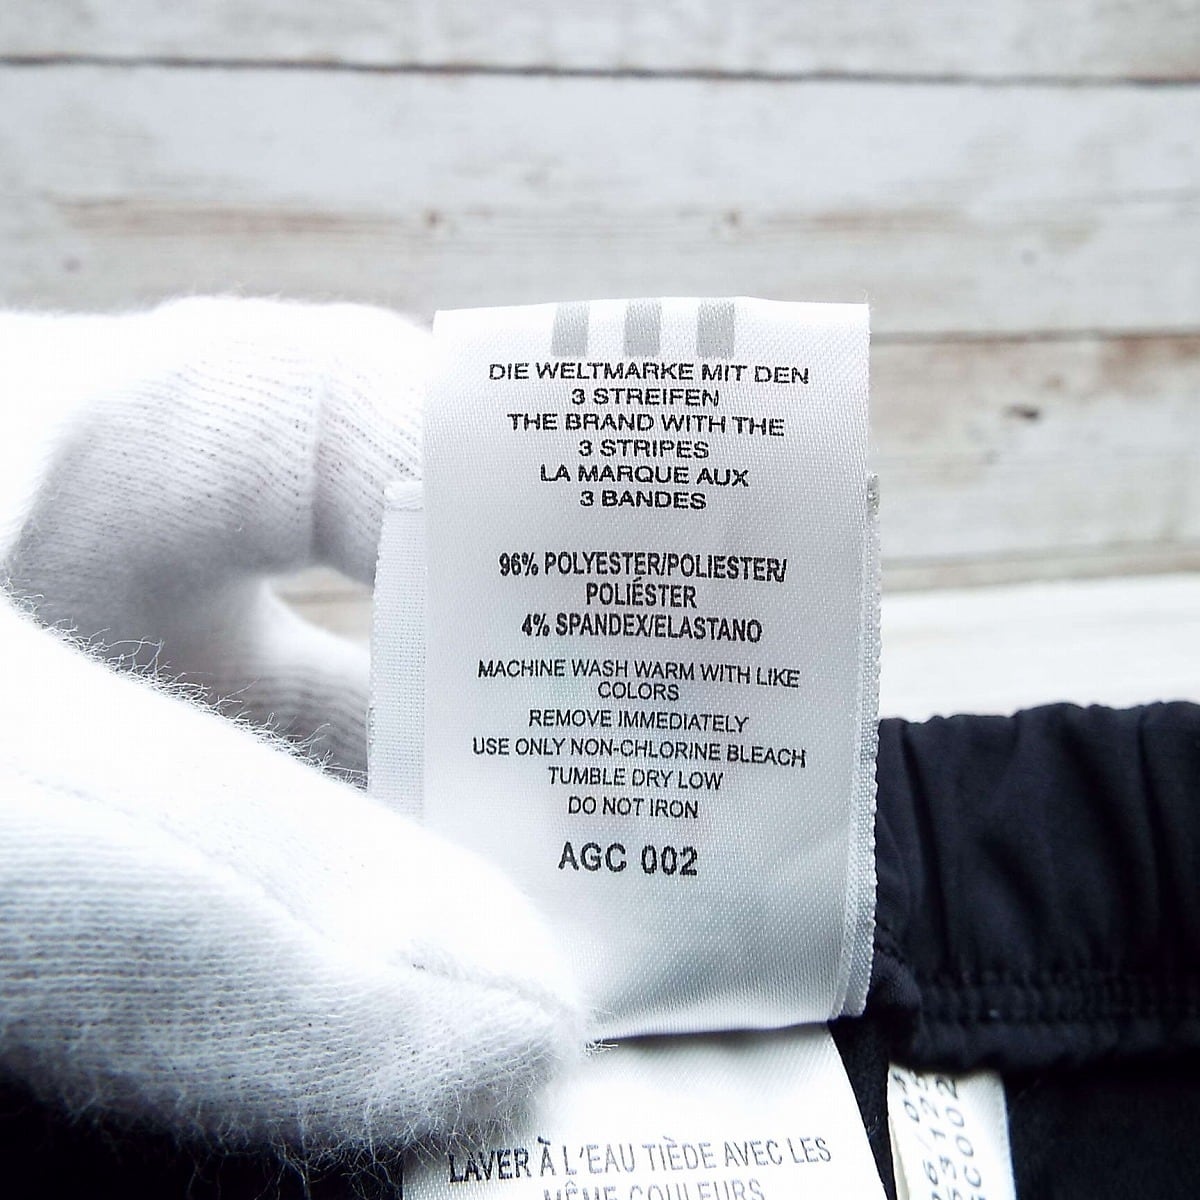 DIE WELTMARKE MIT DEN
3 STREIFEN
THE BRAND WITH THE
3 STRIPES
LA MARQUE AUX
3 BANDES
96% POLYESTER/POLIESTER/
POLIÉSTER
4% SPANDEX/ELASTANO
MACHINE WASH WARM WITH LIKE
COLORS
REMOVE IMMEDIATELY
USE ONLY NON-CHLORINE BLEACH
TUMBLE DRY LOW
DO NOT IRON
AGC 002
LAVER À L'EAU TIÈDE AVEC LES
MÊME COULEURS